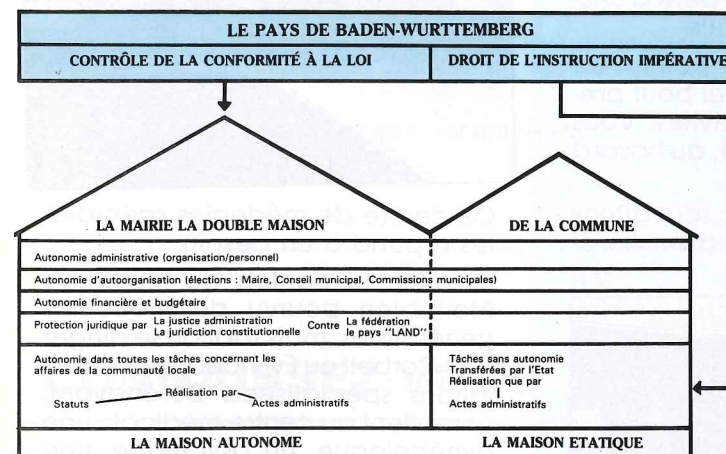 LE PAYS DE BADEN-WURTTEMBERG
CONTRÔLE DE LA CONFORMITÉ À LA LOI
DROIT DE L'INSTRUCTION IMPÉRATIVE
LA MAIRIE LA DOUBLE MAISON
DE LA COMMUNE
Autonomie administrative (organisation/personnel)
Autonomie d'autoorganisation (élections : Maire, Conseil municipal, Commissions municipales)
Autonomie financière et budgétaire
Protection juridique par La justice administration Contre La fédération
La juridiction constitutionnelle le pays "LAND"
Autonomie dans toutes les tâches concernant les
affaires de la communauté locale
Réalisation par
Statuts Actes administratifs
Tâches sans autonomie
Transférées par l'Etat
Réalisation que par
Actes administratifs
LA MAISON AUTONOME
LA MAISON ETATIQUE